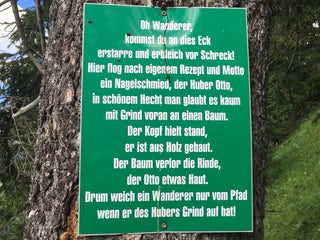 Oh Wanderer,
kommst du an dies Eck
erstarre und erbleich vor Schreck!
Hier flog nach eigenem Rezept und Motto
ein Nagelschmied, der Huber Otto,
in schönem Hecht man glaubt es kaum
mit Grind voran an einen Baum.
Der Kopf hielt stand,
er ist aus Holz gebaut.
Der Baum verlor die Rinde,
der Otto etwas Haut.
Drum weich ein Wanderer nur vom Pfad
wenn er des Hubers Grind auf hat!